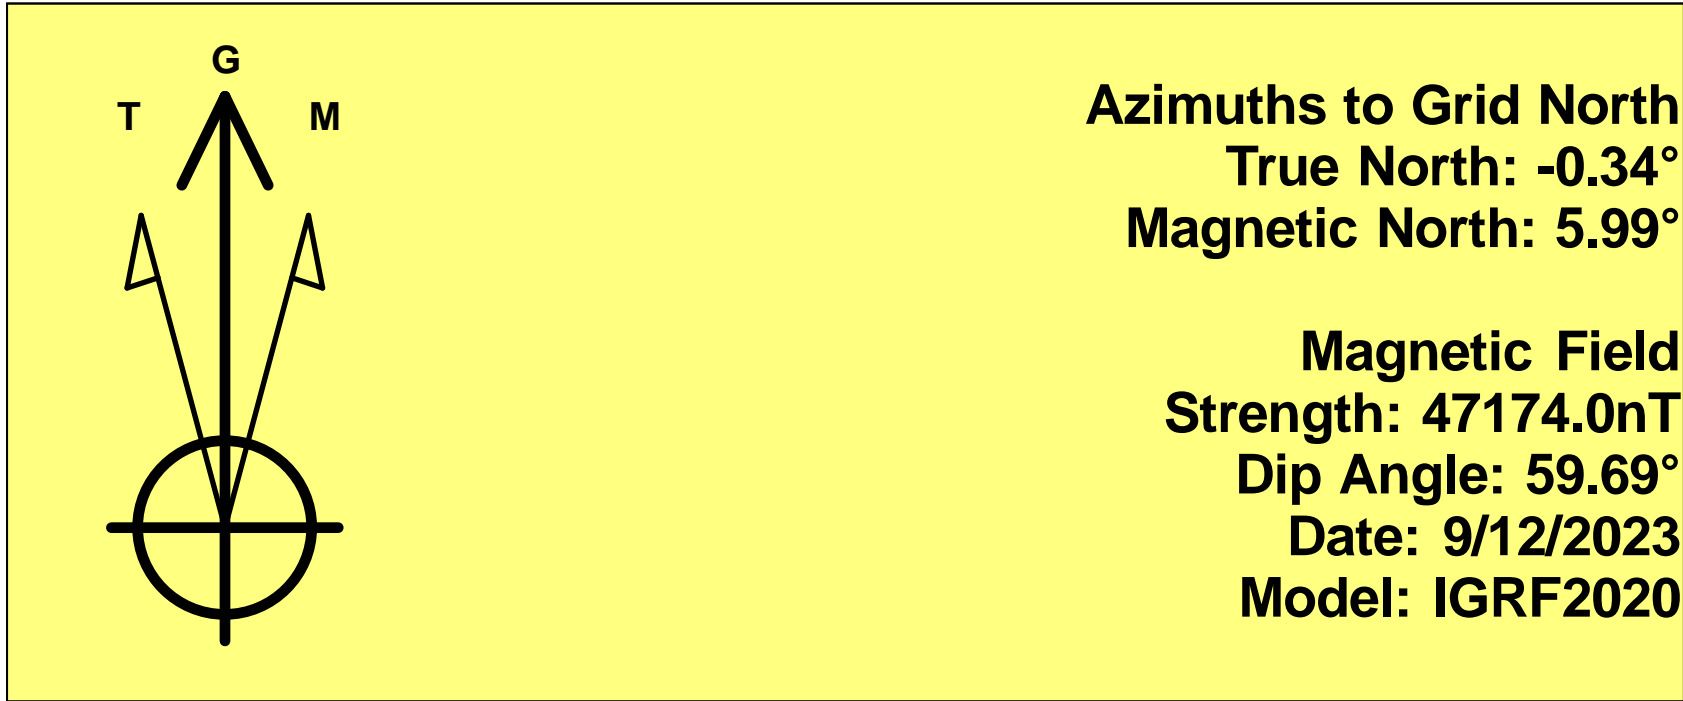 G
T M
Azimuths to Grid North
True North: -0.34°
Magnetic North: 5.99°
Magnetic Field
Strength: 47174.0nT
Dip Angle: 59.69°
Date: 9/12/2023
Model: IGRF2020